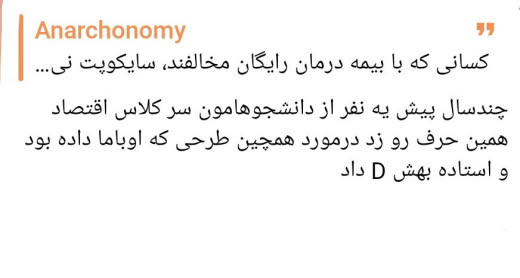 Anarchonomy
کسانی که با بیمه درمان رایگان مخالفند، سایکوپت نی...
چندسال پیش یه نفر از دانشجوهامون سر کلاس اقتصاد
همین حرف رو زد درمورد همچین طرحی که اوباما داده بود
و استاده بهش D داد